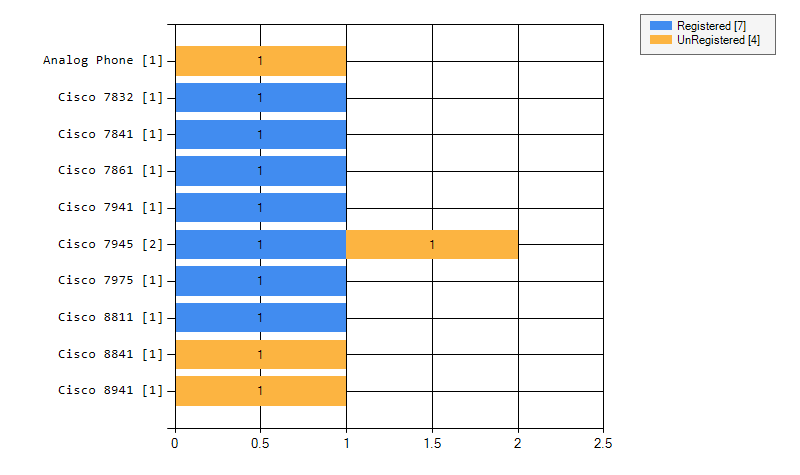 Registered [7]
UnRegistered [4]
Analog Phone [1] 1
Cisco 7832 [1] 1
Cisco 7841 [1] 1
Cisco 7861 [1] 1
Cisco 7941 [1] 1
Cisco 7945 [2] 1 1
Cisco 7975 [1] 1
Cisco 8811 [1] 1
Cisco 8841 [1] 1
Cisco 8941 [1] 1
0 0.5 1 1.5 2 2.5